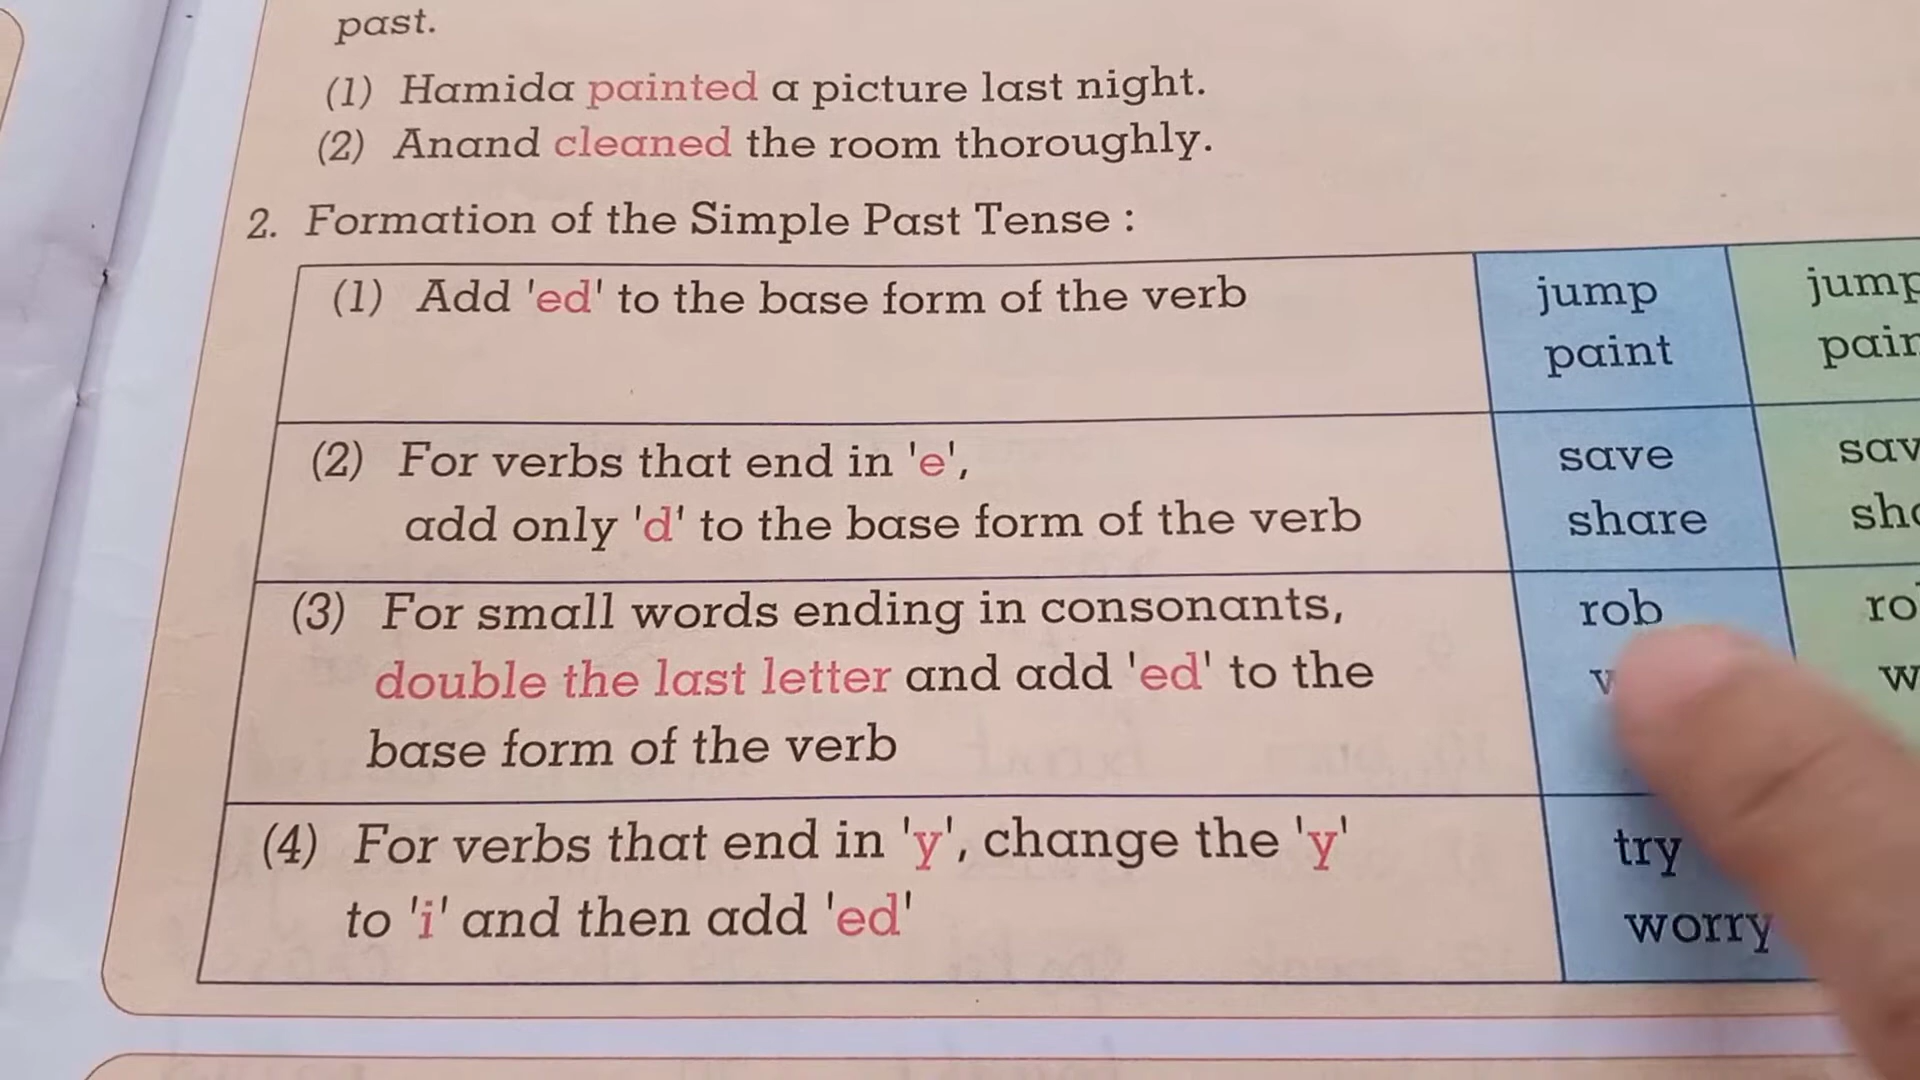 past.
(1) Hamida painted a picture last night.
(2) Anand cleaned the room thoroughly.
2. Formation of the Simple Past Tense :
(1) Add 'ed' to the base form of the verb
jump
paint
(2) For verbs that end in 'e',
add only 'd' to the base form of the verb
save
share
(3) For small words ending in consonants,
double the last letter and add 'ed' to the
base form of the verb
rob
(4) For verbs that end in 'y', change the 'y'
to 'i' and then add 'ed'
try
worry